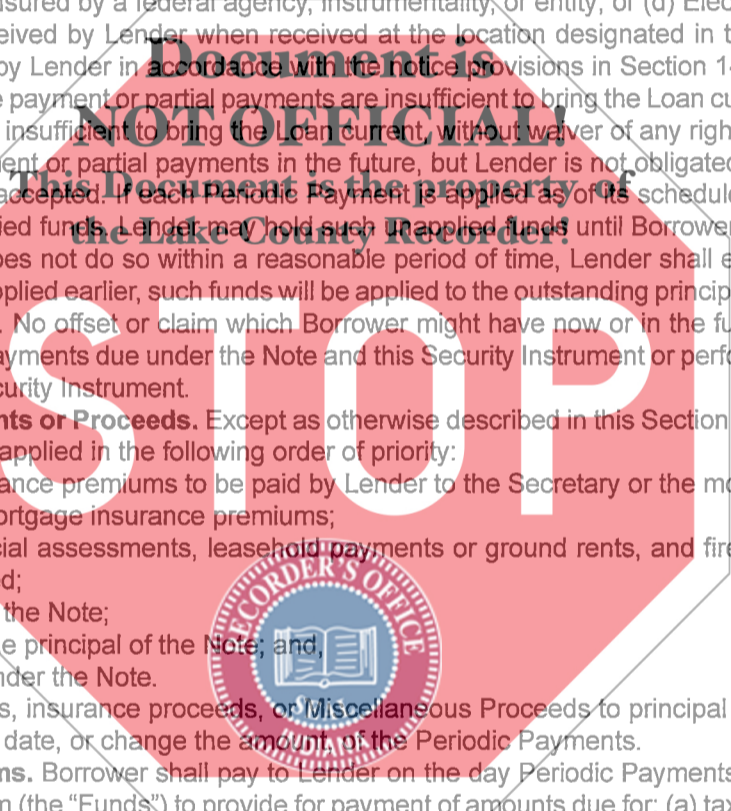 sured by a federal agency, instrumentality, or entity, or (d) Elec
eived by Lender when received at the location designated in t
Document is
by Lender in accordance with the notice provisions in Section 1
e payment or partial payments are insufficient to bring the Loan cu
NOT OFFICIAL!
insufficient to bring the Loan current, without waiver of any righ
ent or partial payments in the future, but Lender is not obligated
This Document is the property of
accepted. If each Periodic Payment is applied as of its schedule
the Lake County Recorder!
ied funds. Lender may hold such unapplied funds until Borrower
oes not do so within a reasonable period of time, Lender shall e
pplied earlier, such funds will be applied to the outstanding princip
. No offset or claim which Borrower might have now or in the fu
ayments due under the Note and this Security Instrument or perfo
curity Instrument.
STOP
nts or Proceeds. Except as otherwise described in this Section
applied in the following order of priority:
ance premiums to be paid by Lender to the Secretary or the mo
ortgage insurance premiums;
cial assessments, leasehold payments or ground rents, and fire
d;
RECORDER'S OFFICE
the Note;
e principal of the Note; and,
nder the Note.
s, insurance proceeds, or Miscellaneous Proceeds to principal
date, or change the amount, of the Periodic Payments.
ns. Borrower shall pay to Lender on the day Periodic Payments
n (the "Funds") to provide for payment of amounts due for: (a) tax